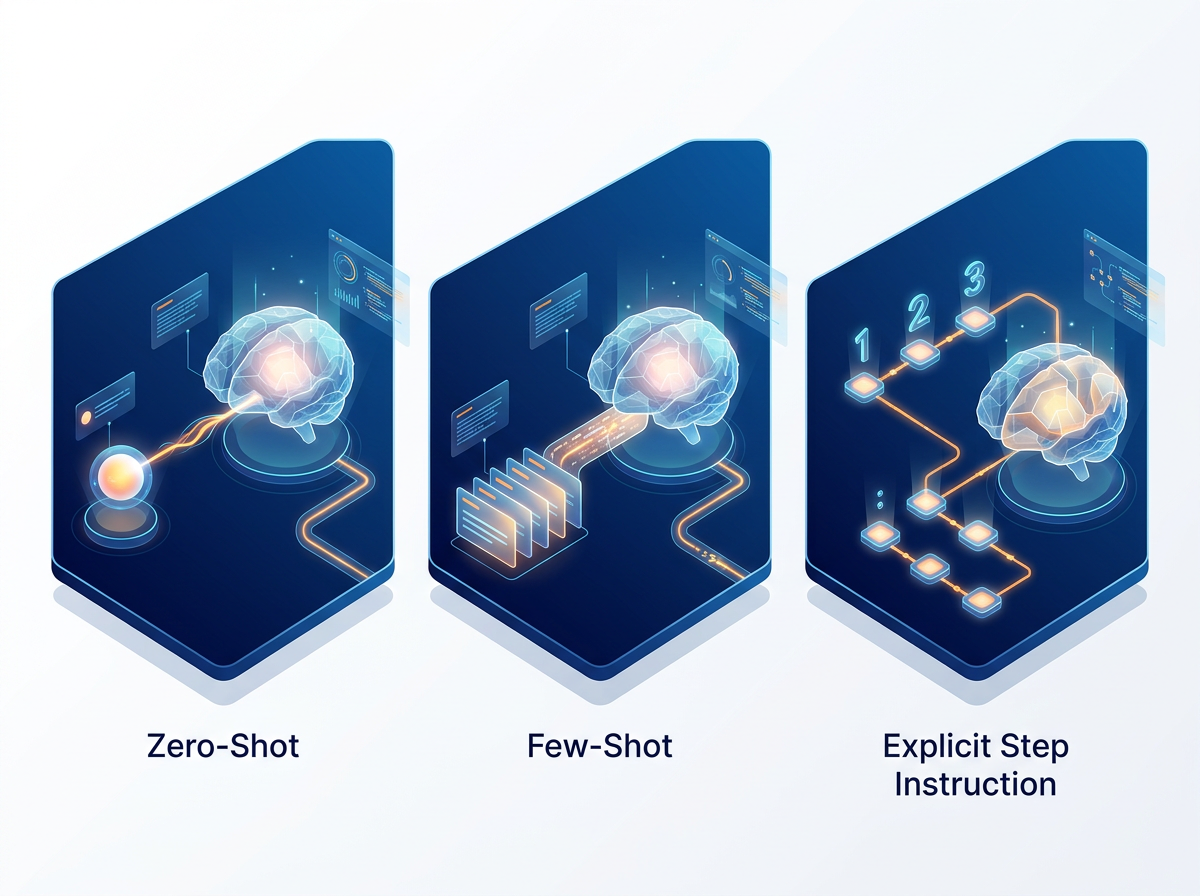 1
2
3
Zero-Shot
Few-Shot
Explicit Step
Instruction